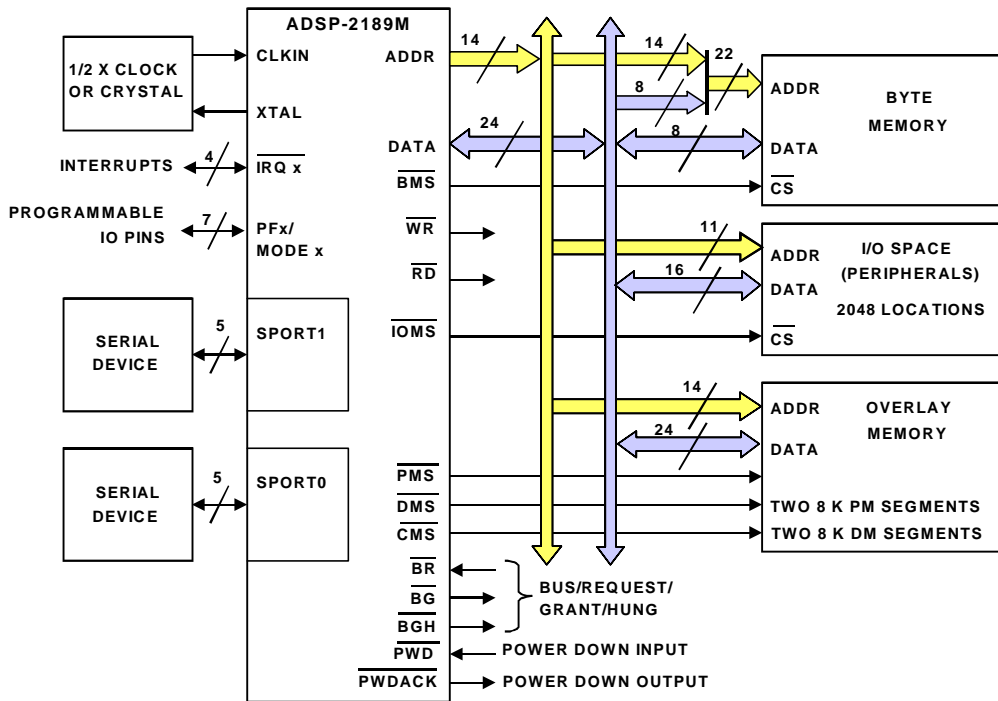 ADSP-2189M
1/2 X CLOCK
OR CRYSTAL
CLKIN
XTAL
INTERRUPTS
4
IRQ x
PROGRAMMABLE
IO PINS
7
PFx/
MODE x
SERIAL
DEVICE
5
SPORT1
SERIAL
DEVICE
5
SPORT0
ADDR
14
14
22
8
DATA
24
8
BMS
WR
RD
IOMS
PMS
DMS
CMS
BR
BG
BGH
BUS/REQUEST/
GRANT/HUNG
PWD
POWER DOWN INPUT
PWDACK
POWER DOWN OUTPUT
ADDR
BYTE
MEMORY
DATA
CS
11
ADDR
I/O SPACE
(PERIPHERALS)
16
DATA
2048 LOCATIONS
CS
14
ADDR
OVERLAY
MEMORY
24
DATA
TWO 8 K PM SEGMENTS
TWO 8 K DM SEGMENTS